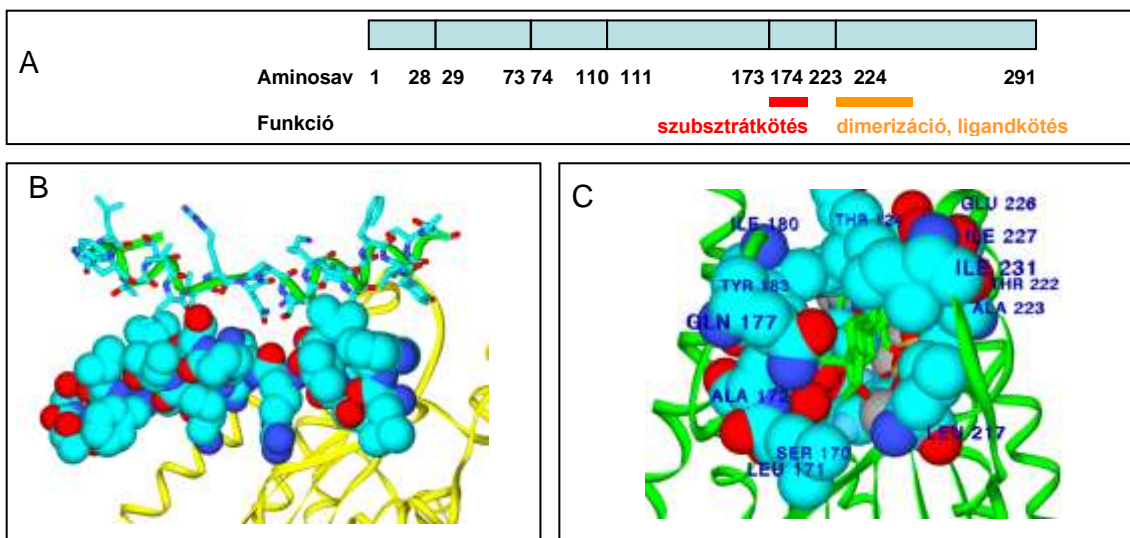 A
Aminosav 1 28 29 73 74 110 111 173 174 223 224 291
Funkció szubsztrátkötés dimerizáció, ligandkötés
B
C
GLU 226
ILE 180
THR 124
ILE 227
ILE 231
TYR 183
THR 222
ALA 223
GLN 177
ALA 172
LEU 217
SER 170
LEU 171